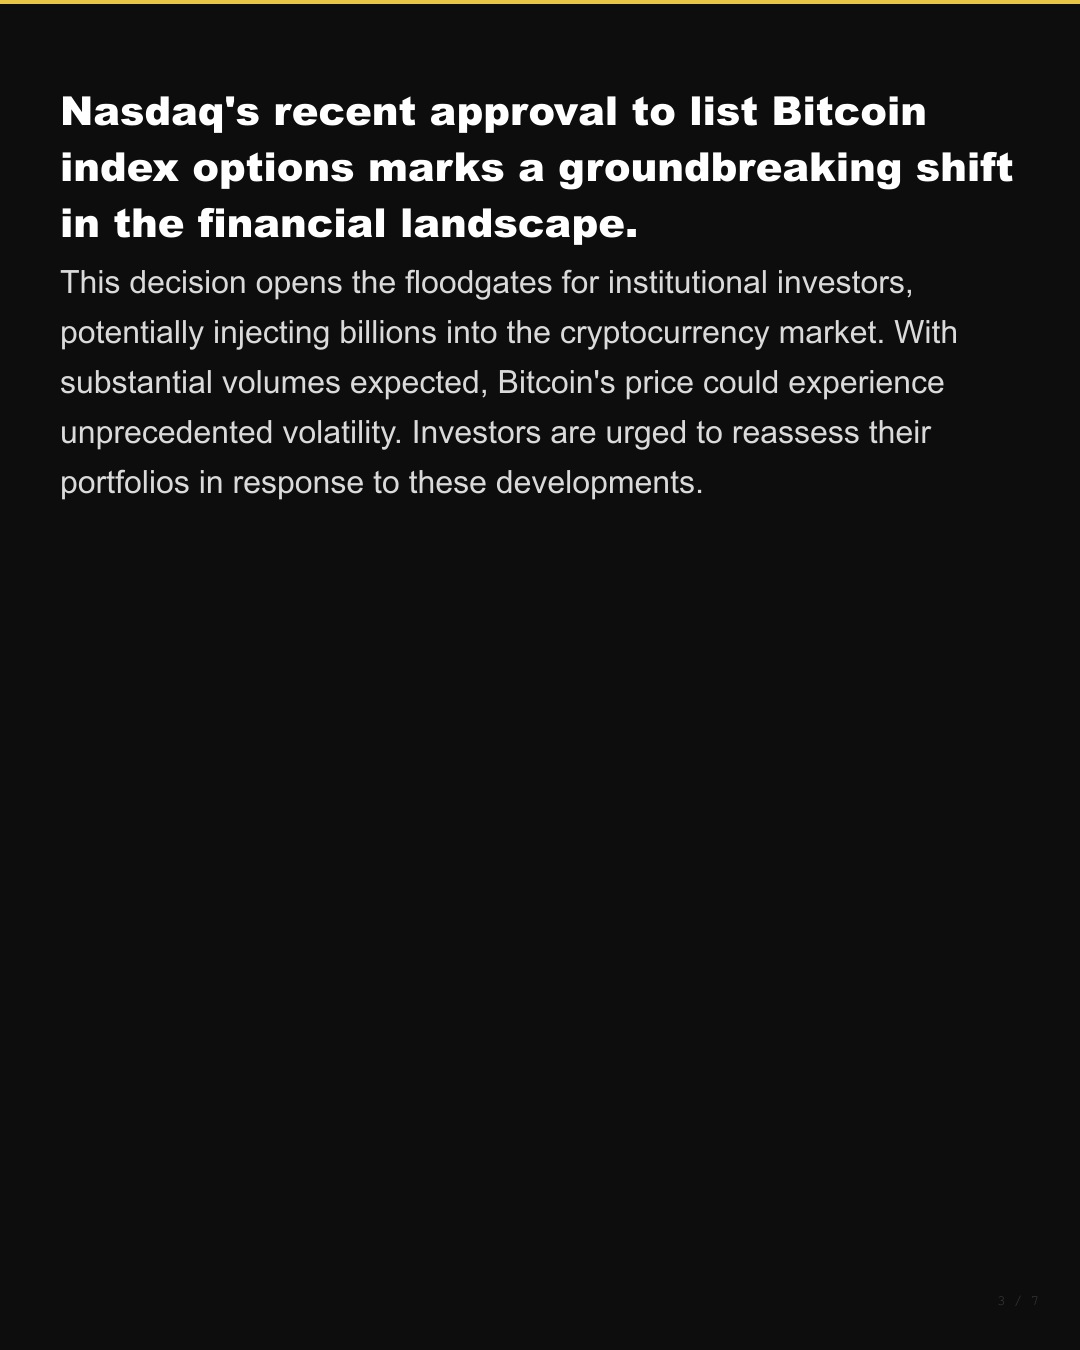 Nasdaq's recent approval to list Bitcoin
index options marks a groundbreaking shift
in the financial landscape.
This decision opens the floodgates for institutional investors,
potentially injecting billions into the cryptocurrency market. With
substantial volumes expected, Bitcoin's price could experience
unprecedented volatility. Investors are urged to reassess their
portfolios in response to these developments.
3 / 7